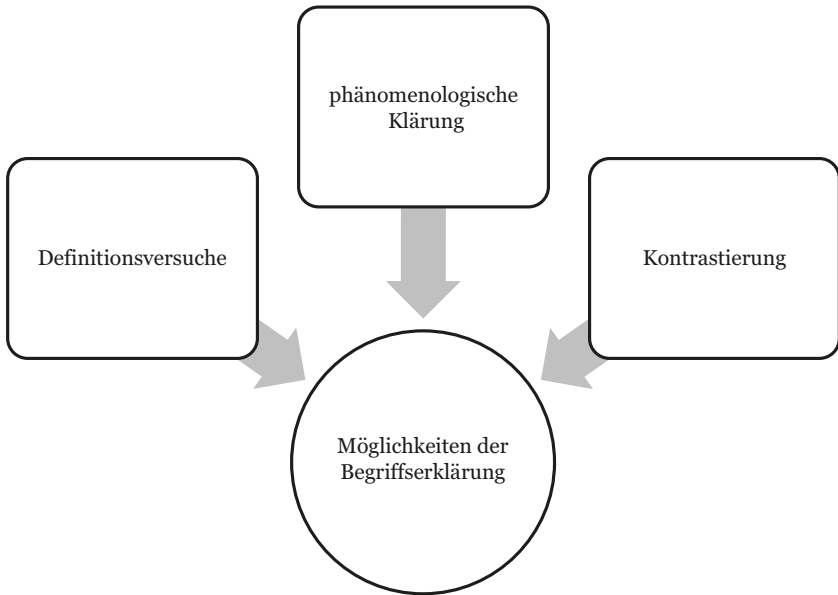 phänomenologische
Klärung
Definitionsversuche
Kontrastierung
Möglichkeiten der
Begriffserklärung